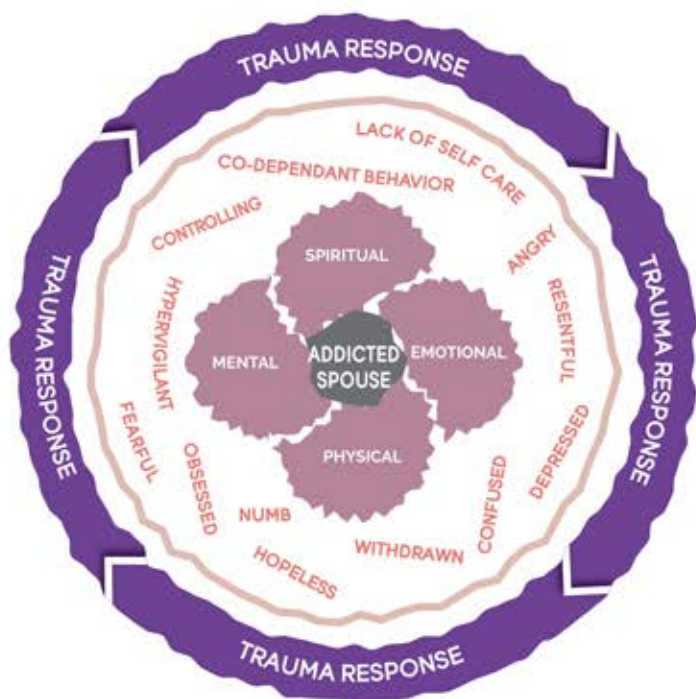 TRAUMA RESPONSE
LACK OF SELF CARE
CO-DEPENDANT BEHAVIOR
CONTROLLING
ANGRY
SPIRITUAL
HYPERVIGILANT
RESENTFUL
TRAUMA RESPONSE
MENTAL
ADDICTED
SPOUSE
EMOTIONAL
TRAUMA RESPONSE
FEARFUL
DEPRESSED
OBSESSED
PHYSICAL
CONFUSED
NUMB
WITHDRAWN
HOPELESS
TRAUMA RESPONSE